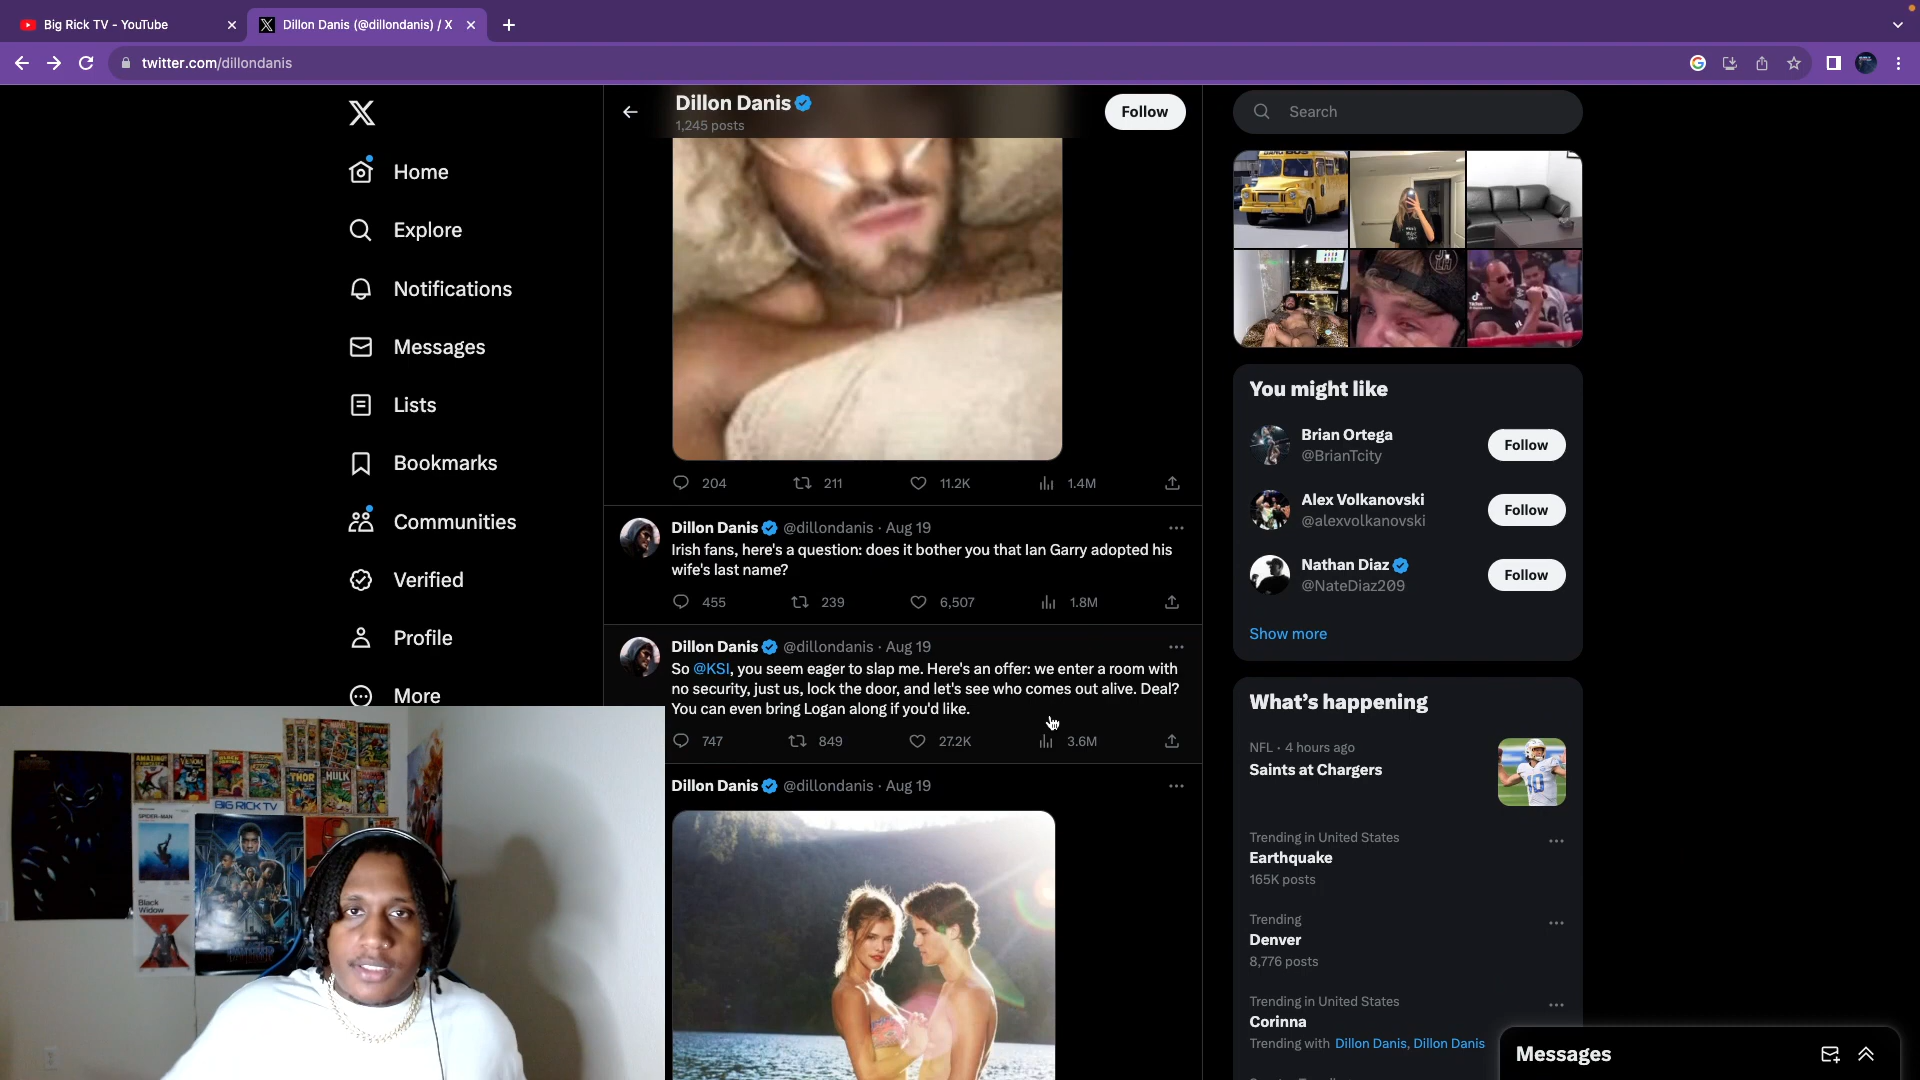 Big Rick TV - YouTube
Dillon Danis (@dillondanis) / X
twitter.com/dillondanis
Home
Explore
Notifications
Messages
Lists
Bookmarks
Communities
Verified
Profile
More
Dillon Danis
1,245 posts
Follow
204
211
11.2K
1.4M
Dillon Danis @dillondanis · Aug 19
Irish fans, here's a question: does it bother you that Ian Garry adopted his
wife's last name?
455
239
6,507
1.8M
Dillon Danis @dillondanis · Aug 19
So @KSI, you seem eager to slap me. Here's an offer: we enter a room with
no security, just us, lock the door, and let's see who comes out alive. Deal?
You can even bring Logan along if you'd like.
747
849
27.2K
3.6M
Dillon Danis @dillondanis · Aug 19
Search
You might like
Brian Ortega
@BrianTcity
Follow
Alex Volkanovski
@alexvolkanovski
Follow
Nathan Diaz
@NateDiaz209
Follow
Show more
What's happening
NFL · 4 hours ago
Saints at Chargers
Trending in United States
Earthquake
165K posts
Trending
Denver
8,776 posts
Trending in United States
Corinna
Trending with Dillon Danis, Dillon Danis
Messages
AMAZING
VENOM
THOR
HULK
BIG RICK TV
SPIDER-MAN
Black
Widow